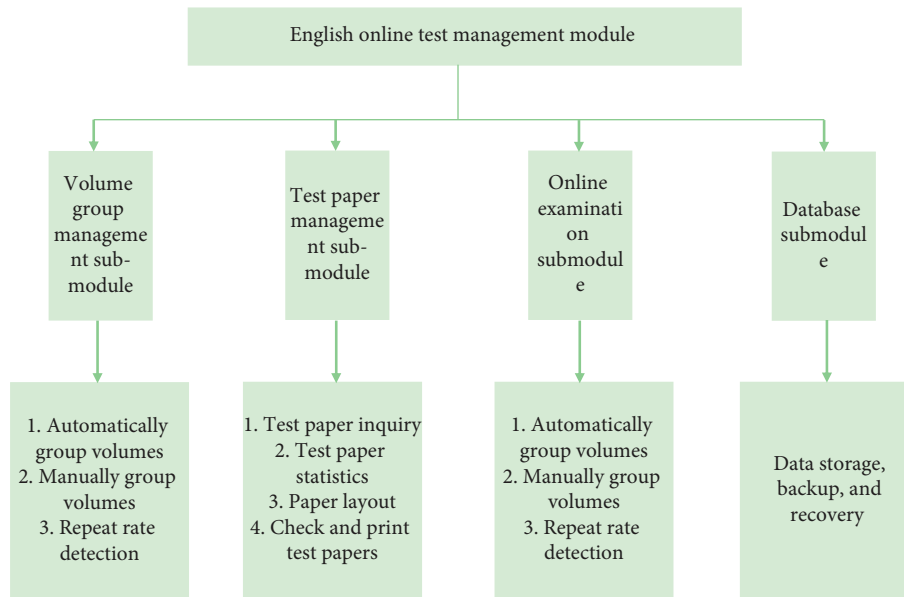 English online test management module
Volume
group
manageme
nt sub-
module
Test paper
manageme
nt sub-
module
Online
examinati
on
submodul
e
Database
submodul
e
1. Automatically
group volumes
2. Manually group
volumes
3. Repeat rate
detection
1. Test paper inquiry
2. Test paper
statistics
3. Paper layout
4. Check and print
test papers
1. Automatically
group volumes
2. Manually group
volumes
3. Repeat rate
detection
Data storage,
backup, and
recovery